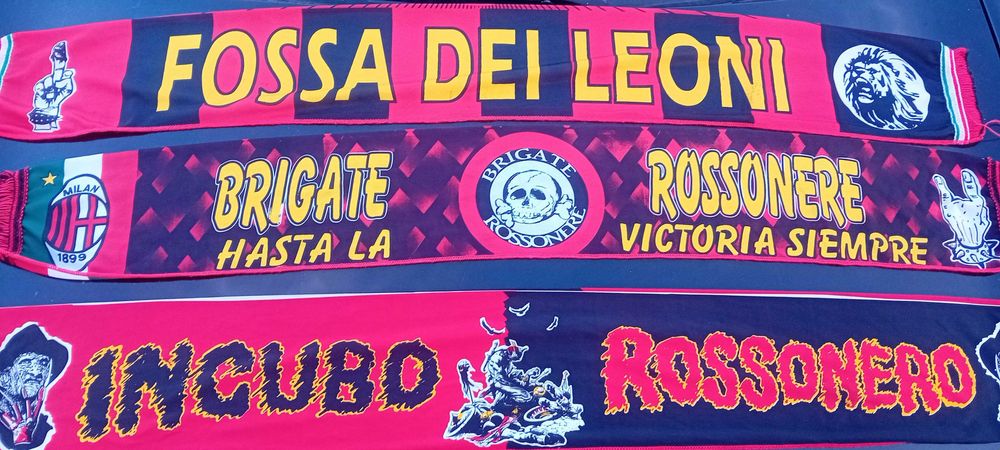 FOSSA DEI LEONI
BRIGATE ROSSONERE
HASTA LA VICTORIA SIEMPRE
BRIGATE
ROSSONERE
MILAN
1899
INCUBO ROSSONERO